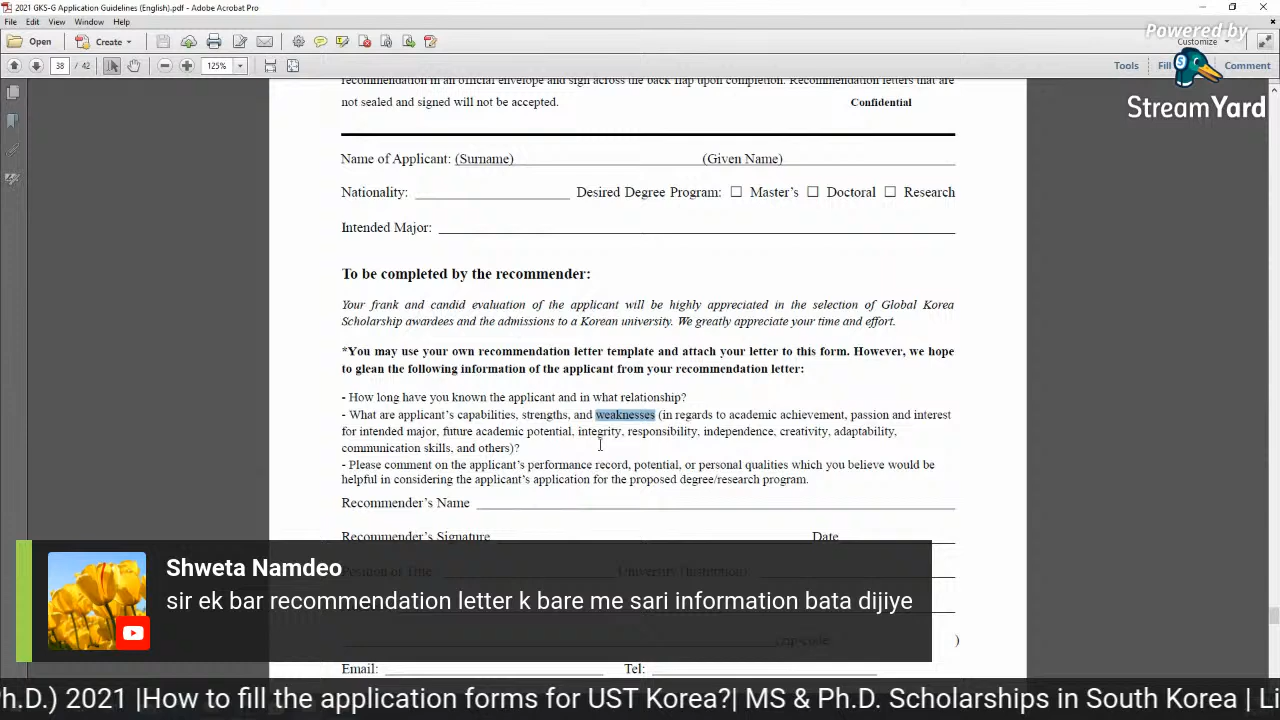 2021 GKS-G Application Guidelines (English).pdf - Adobe Acrobat Pro
File Edit View Window Help
Open Create Customize
38 / 42 125% Tools Fill Comment
Powered by
StreamYard
recommendation in an official envelope and sign across the back flap upon completion. Recommendation letters that are
not sealed and signed will not be accepted. Confidential
Name of Applicant: (Surname) (Given Name)
Nationality: Desired Degree Program: ☐ Master's ☐ Doctoral ☐ Research
Intended Major:
To be completed by the recommender:
Your frank and candid evaluation of the applicant will be highly appreciated in the selection of Global Korea
Scholarship awardees and the admissions to a Korean university. We greatly appreciate your time and effort.
*You may use your own recommendation letter template and attach your letter to this form. However, we hope
to glean the following information of the applicant from your recommendation letter:
- How long have you known the applicant and in what relationship?
- What are applicant's capabilities, strengths, and weaknesses (in regards to academic achievement, passion and interest
for intended major, future academic potential, integrity, responsibility, independence, creativity, adaptability,
communication skills, and others)?
- Please comment on the applicant's performance record, potential, or personal qualities which you believe would be
helpful in considering the applicant's application for the proposed degree/research program.
Recommender's Name
Recommender's Signature Date
Position or Title University (Institution)
Shweta Namdeo
sir ek bar recommendation letter k bare me sari information bata dijiye
(zip-code )
Email: Tel:
Ph.D.) 2021 |How to fill the application forms for UST Korea?| MS & Ph.D. Scholarships in South Korea | Li